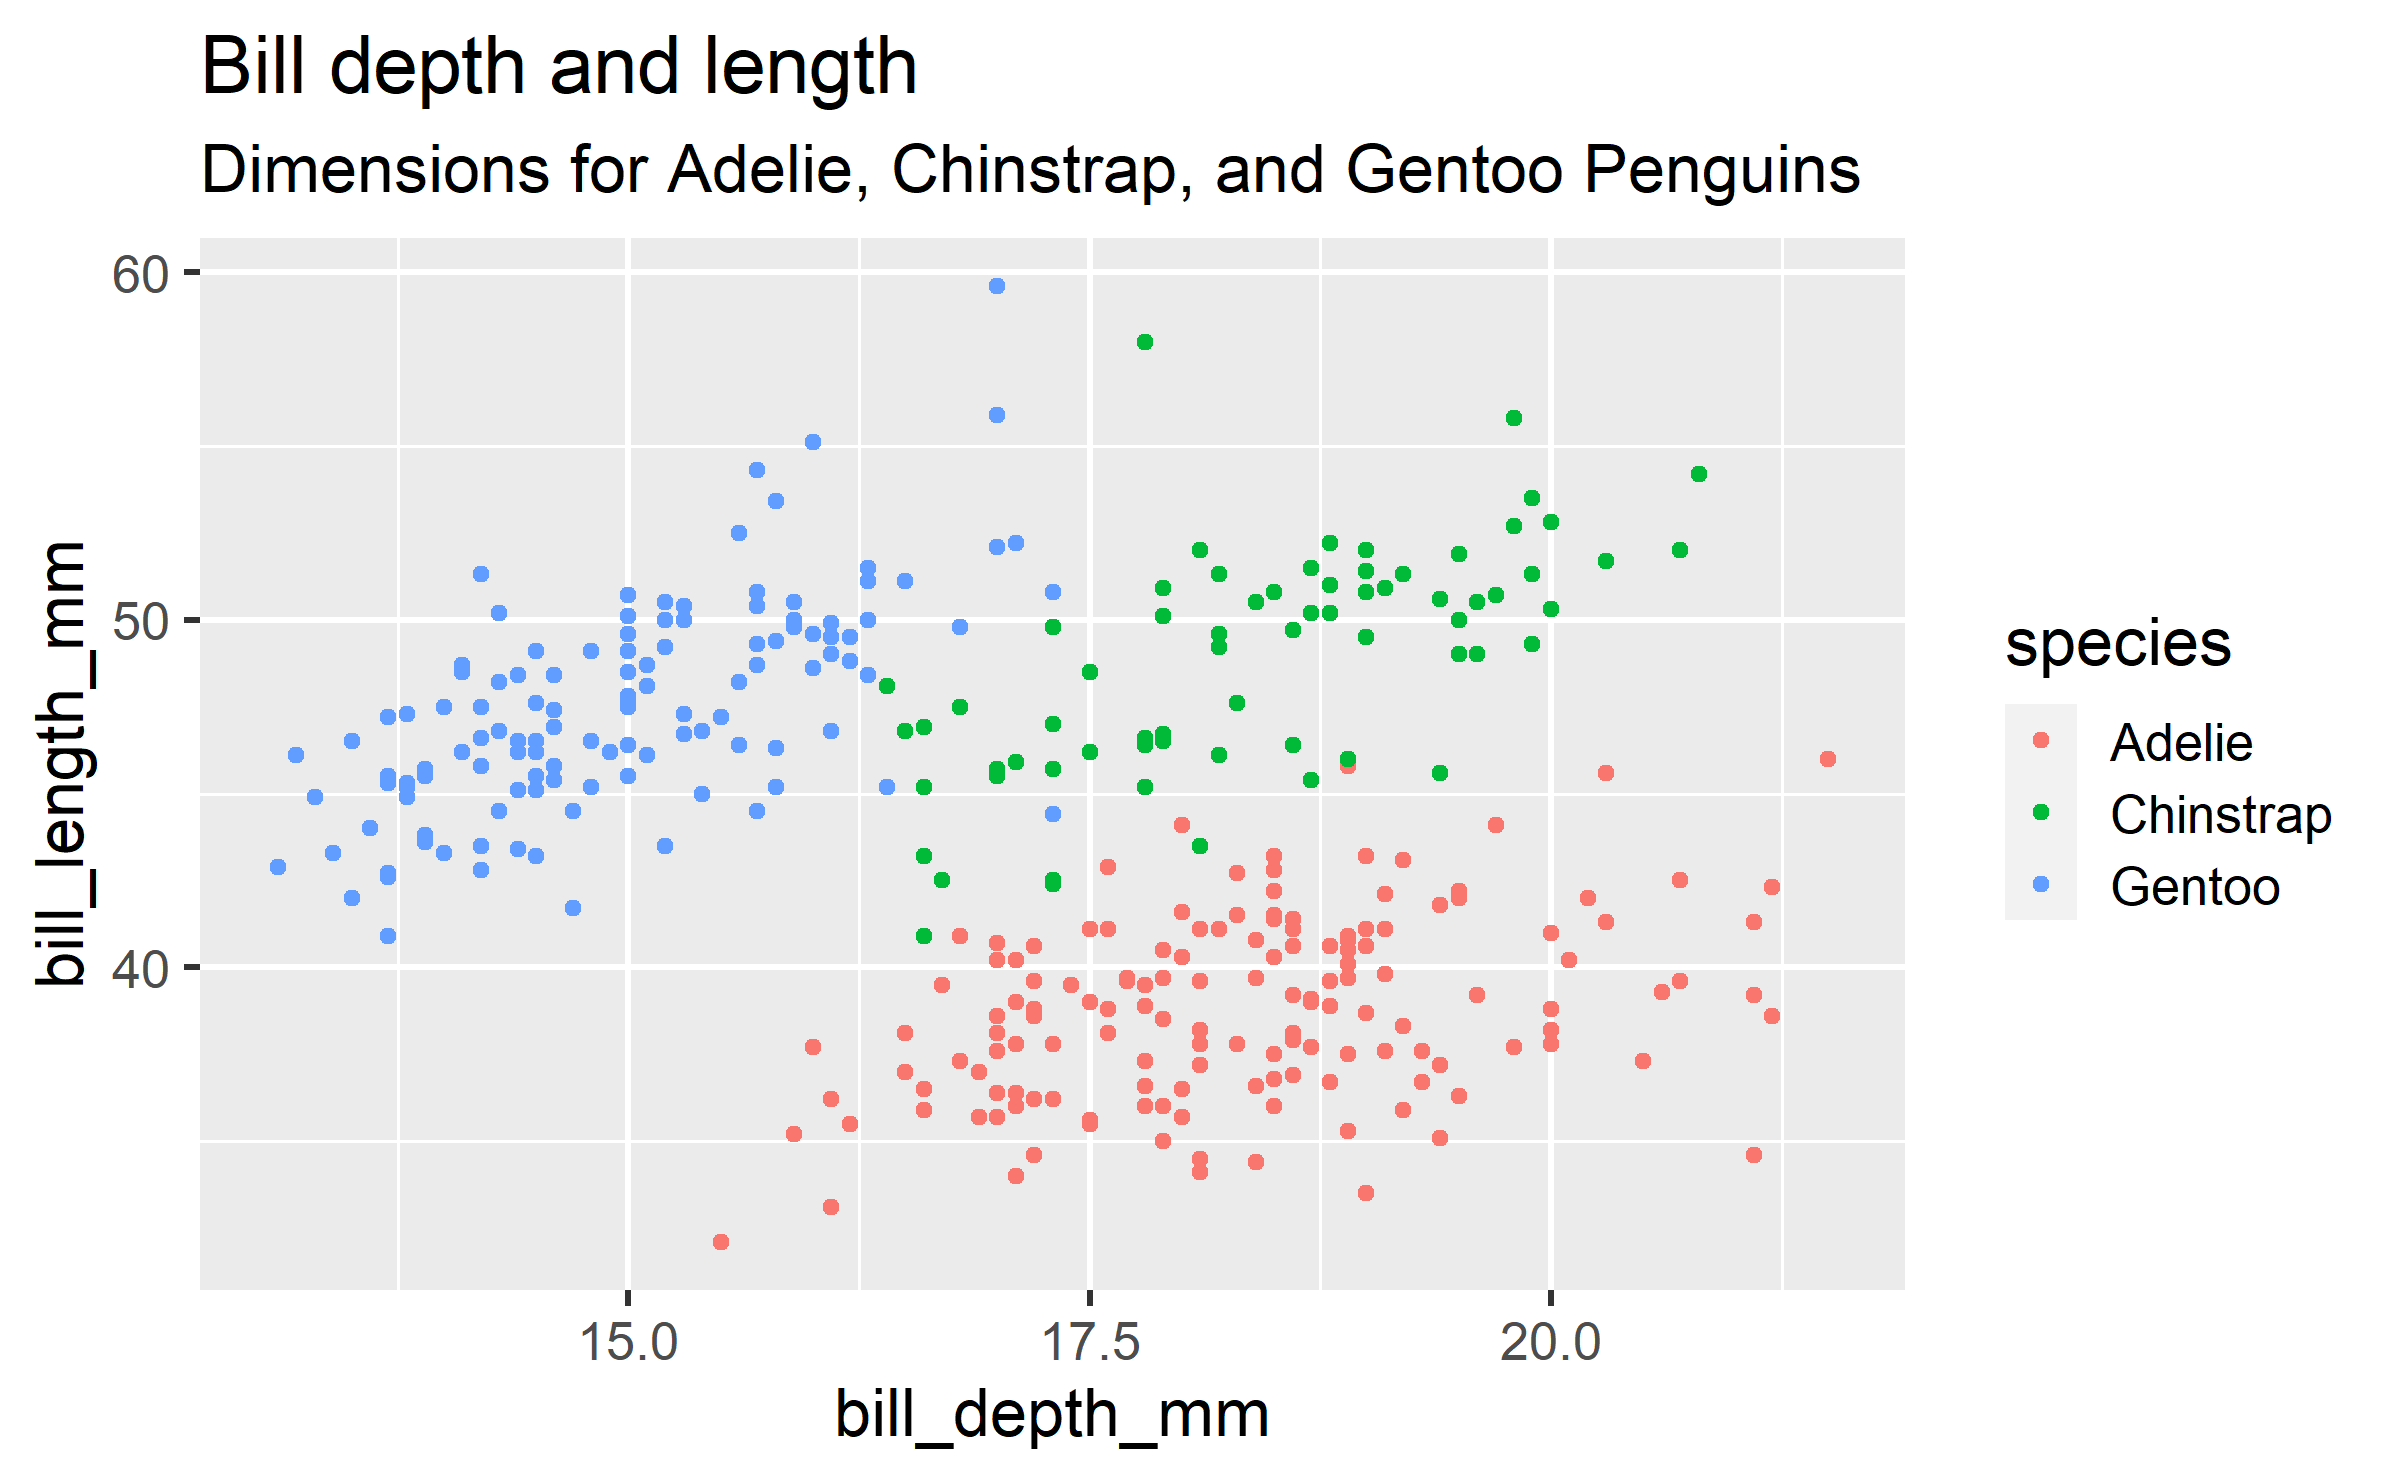 Bill depth and length
Dimensions for Adelie, Chinstrap, and Gentoo Penguins
60
50
40
bill_length_mm
15.0
17.5
20.0
bill_depth_mm
species
Adelie
Chinstrap
Gentoo